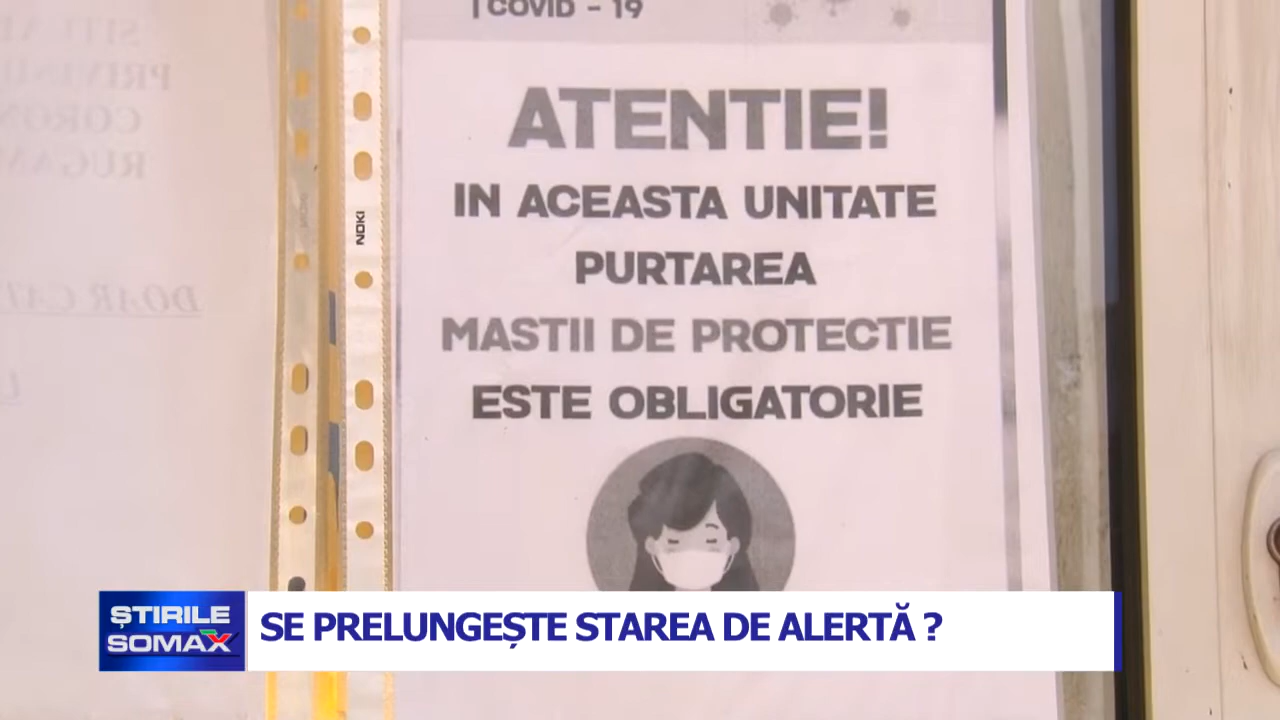 COVID - 19
ATENTIE!
IN ACEASTA UNITATE
PURTAREA
MASTII DE PROTECTIE
ESTE OBLIGATORIE
NOKI
ȘTIRILE
SOMAX
SE PRELUNGEȘTE STAREA DE ALERTĂ ?